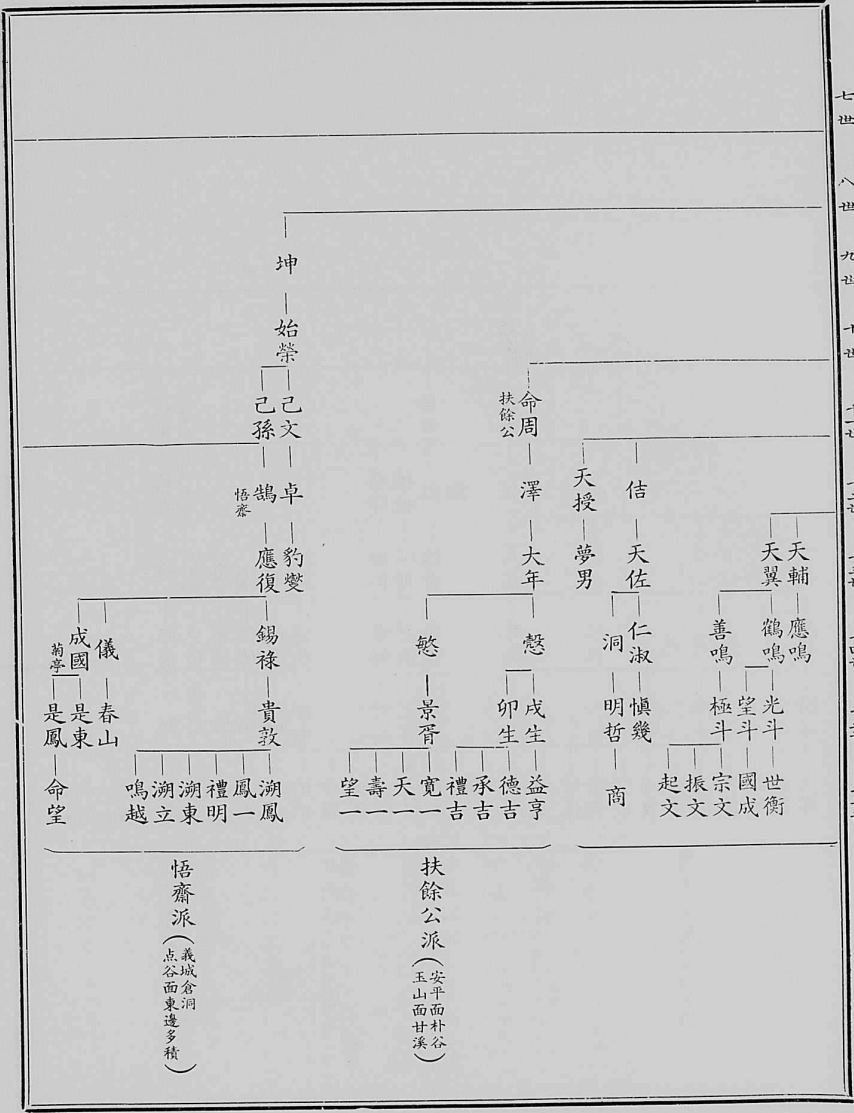 七世
八世
九世
十世
天輔
應鳴
天翼
鶴鳴
光斗
世衡
望斗
國成
善鳴
極斗
宗文
振文
起文
佶
天佐
仁淑
愼幾
洞
明哲
商
天授
夢男
命周
扶餘公
澤
大年
慤
戌生
益亨
卯生
德吉
承吉
禮吉
慜
景胥
寬一
天一
壽一
望一
扶餘公派
(安平面朴谷
玉山面甘溪)
坤
始榮
己文
卓
豹變
己孫
鵠
悟齋
應復
錫祿
貴敦
溯鳳
鳳一
禮明
溯東
溯立
鳴越
儀
春山
成國
菊亭
是東
是鳳
命望
悟齋派
(義城倉洞
点谷面東邊多積)